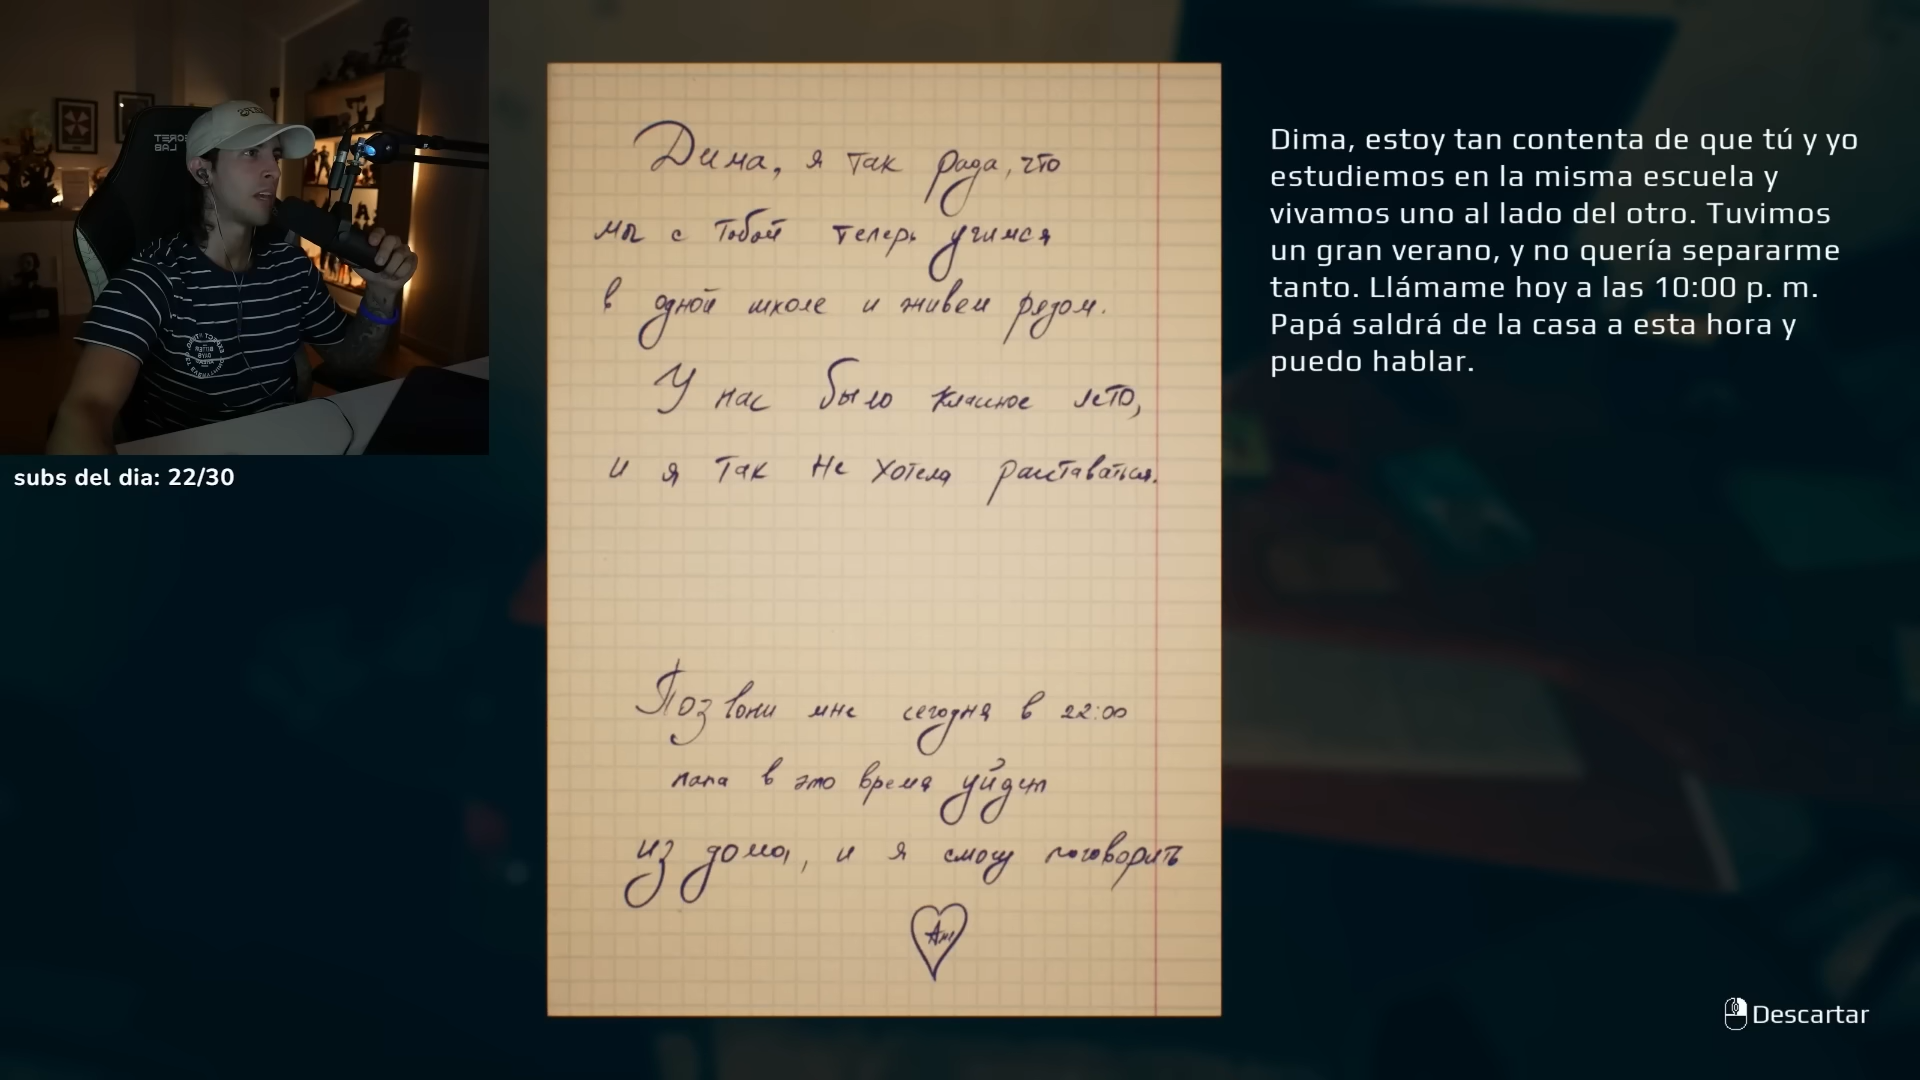 SECRET
LAB
subs del dia: 22/30
Дима, я так рада, что
мы с тобой теперь учимся
в одной школе и живем рядом.
У нас было классное лето,
и я так не хотела расставаться.
Позвони мне сегодня в 22:00
папа в это время уйдет
из дома, и я смогу поговорить
Dima, estoy tan contenta de que tú y yo
estudiemos en la misma escuela y
vivamos uno al lado del otro. Tuvimos
un gran verano, y no quería separarme
tanto. Llámame hoy a las 10:00 p. m.
Papá saldrá de la casa a esta hora y
puedo hablar.
Descartar